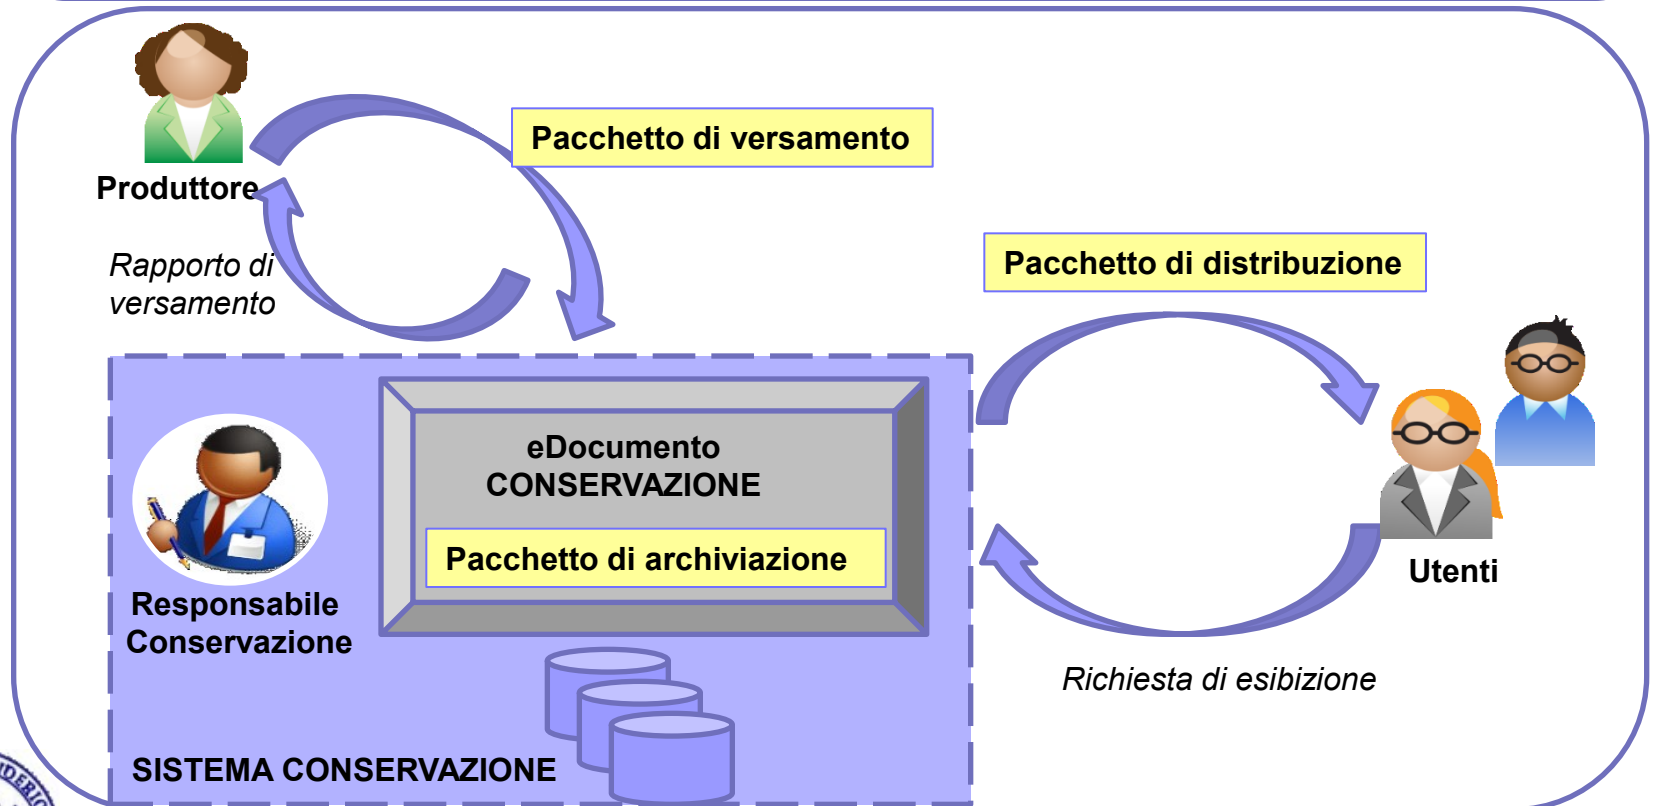 Pacchetto di versamento
Produttore
Rapporto di
versamento
Pacchetto di distribuzione
eDocumento
CONSERVAZIONE
Pacchetto di archiviazione
Responsabile
Conservazione
Utenti
Richiesta di esibizione
SISTEMA CONSERVAZIONE